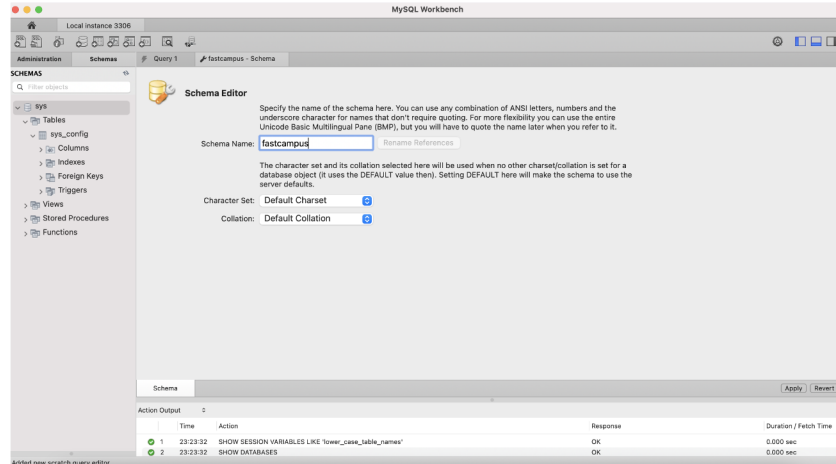 MySQL Workbench
Local instance 3306
Administration
Schemas
Query 1
fastcampus - Schema
SCHEMAS
Filter objects
Schema Editor
sys
Tables
sys_config
Columns
Indexes
Foreign Keys
Triggers
Views
Stored Procedures
Functions
Specify the name of the schema here. You can use any combination of ANSI letters, numbers and the
underscore character for names that don't require quoting. For more flexibility you can use the entire
Unicode Basic Multilingual Pane (BMP), but you will have to quote the name later when you refer to it.
Schema Name: fastcampus Rename References
The character set and its collation selected here will be used when no other charset/collation is set for a
database object (it uses the DEFAULT value then). Setting DEFAULT here will make the schema to use the
server defaults.
Character Set: Default Charset
Collation: Default Collation
Schema
Apply Revert
Action Output
Time Action Response Duration / Fetch Time
1 23:23:32 SHOW SESSION VARIABLES LIKE 'lower_case_table_names' OK 0.000 sec
2 23:23:32 SHOW DATABASES OK 0.000 sec
Added new scratch query editor